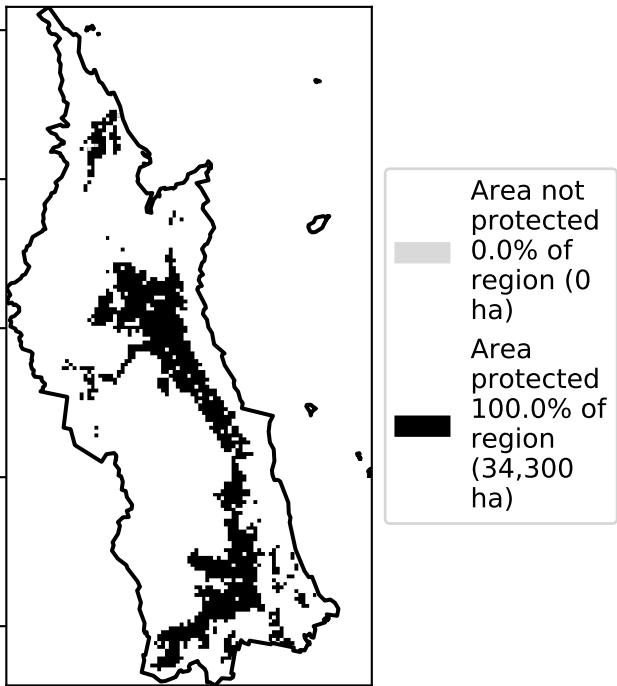 Area not
protected
0.0% of
region (0
ha)
Area
protected
100.0% of
region
(34,300
ha)